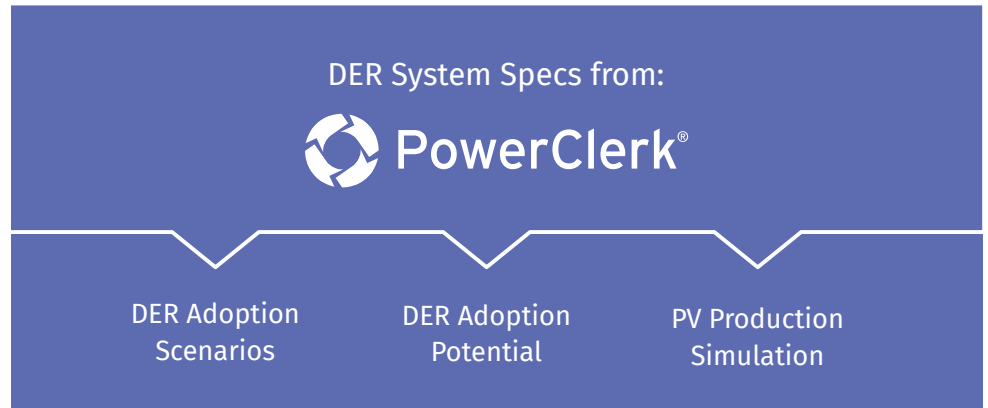 DER System Specs from:
PowerClerk®
DER Adoption
Scenarios
DER Adoption
Potential
PV Production
Simulation